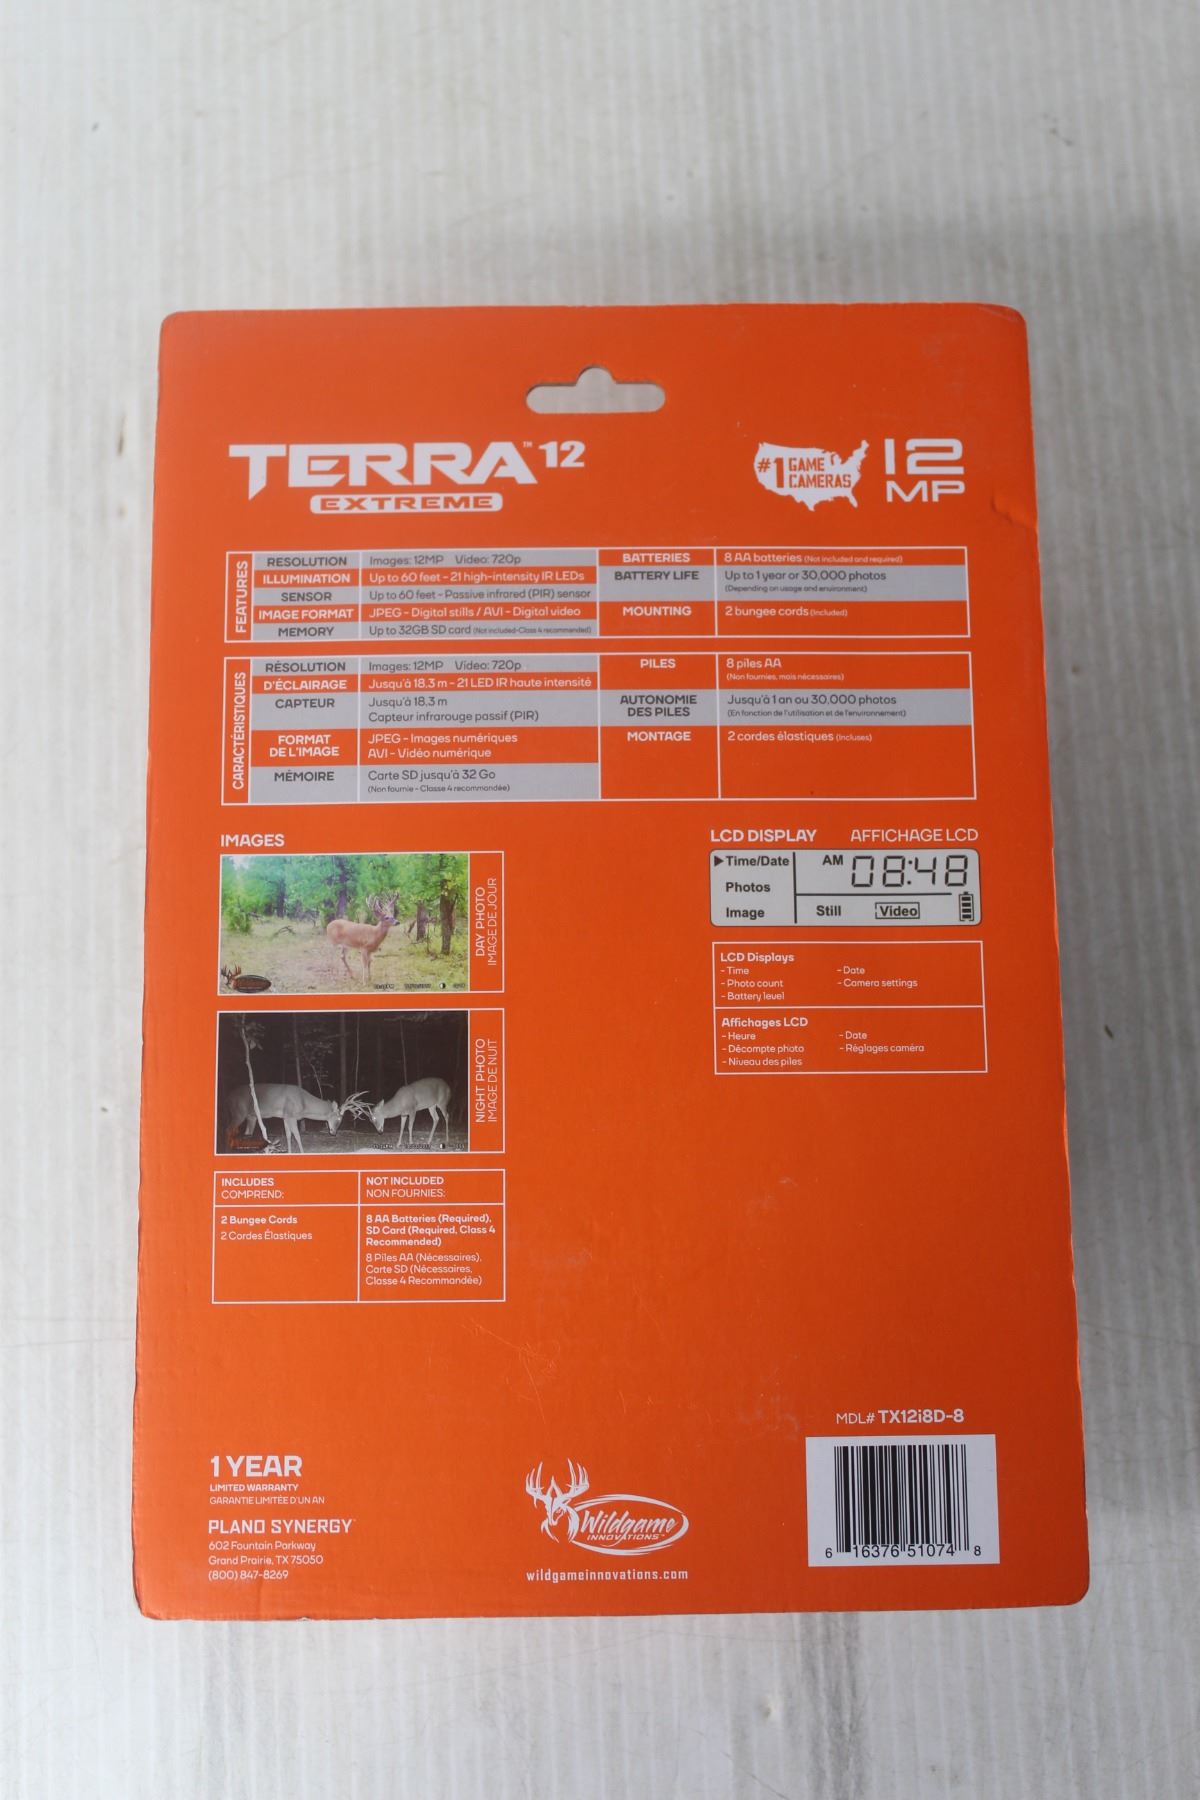 TERRA™ 12
EXTREME
#1 GAME CAMERAS
12 MP
FEATURES
RESOLUTION Images: 12MP Video: 720p
ILLUMINATION Up to 60 feet - 21 high-intensity IR LEDs
SENSOR Up to 60 feet - Passive infrared (PIR) sensor
IMAGE FORMAT JPEG - Digital stills / AVI - Digital video
MEMORY Up to 32GB SD card (Not included-Class 4 recommended)
BATTERIES 8 AA batteries (Not included and required)
BATTERY LIFE Up to 1 year or 30,000 photos
(Depending on usage and environment)
MOUNTING 2 bungee cords (Included)
CARACTÉRISTIQUES
RÉSOLUTION Images: 12MP Video: 720p
D'ÉCLAIRAGE Jusqu'à 18.3 m - 21 LED IR haute intensité
CAPTEUR Jusqu'à 18,3 m
Capteur infrarouge passif (PIR)
FORMAT DE L'IMAGE JPEG - Images numériques
AVI - Vidéo numérique
MÉMOIRE Carte SD jusqu'à 32 Go
(Non fournie - Classe 4 recommandée)
PILES 8 piles AA
(Non fournies, mais nécessaires)
AUTONOMIE DES PILES Jusqu'à 1 an ou 30,000 photos
(En fonction de l'utilisation et de l'environnement)
MONTAGE 2 cordes élastiques (Incluses)
IMAGES
DAY PHOTO
IMAGE DE JOUR
NIGHT PHOTO
IMAGE DE NUIT
LCD DISPLAY AFFICHAGE LCD
Time/Date AM 08:48
Photos
Image Still Video
LCD Displays
- Time - Date
- Photo count - Camera settings
- Battery level
Affichages LCD
- Heure - Date
- Décompte photo - Réglages caméra
- Niveau des piles
INCLUDES
COMPREND:
2 Bungee Cords
2 Cordes Élastiques
NOT INCLUDED
NON FOURNIES:
8 AA Batteries (Required),
SD Card (Required, Class 4
Recommended)
8 Piles AA (Nécessaires),
Carte SD (Nécessaires,
Classe 4 Recommandée)
MDL# TX12i8D-8
6 16376 51074 8
1 YEAR
LIMITED WARRANTY
GARANTIE LIMITÉE D'UN AN
PLANO SYNERGY
602 Fountain Parkway
Grand Prairie, TX 75050
(800) 847-8269
Wildgame
INNOVATIONS
wildgameinnovations.com